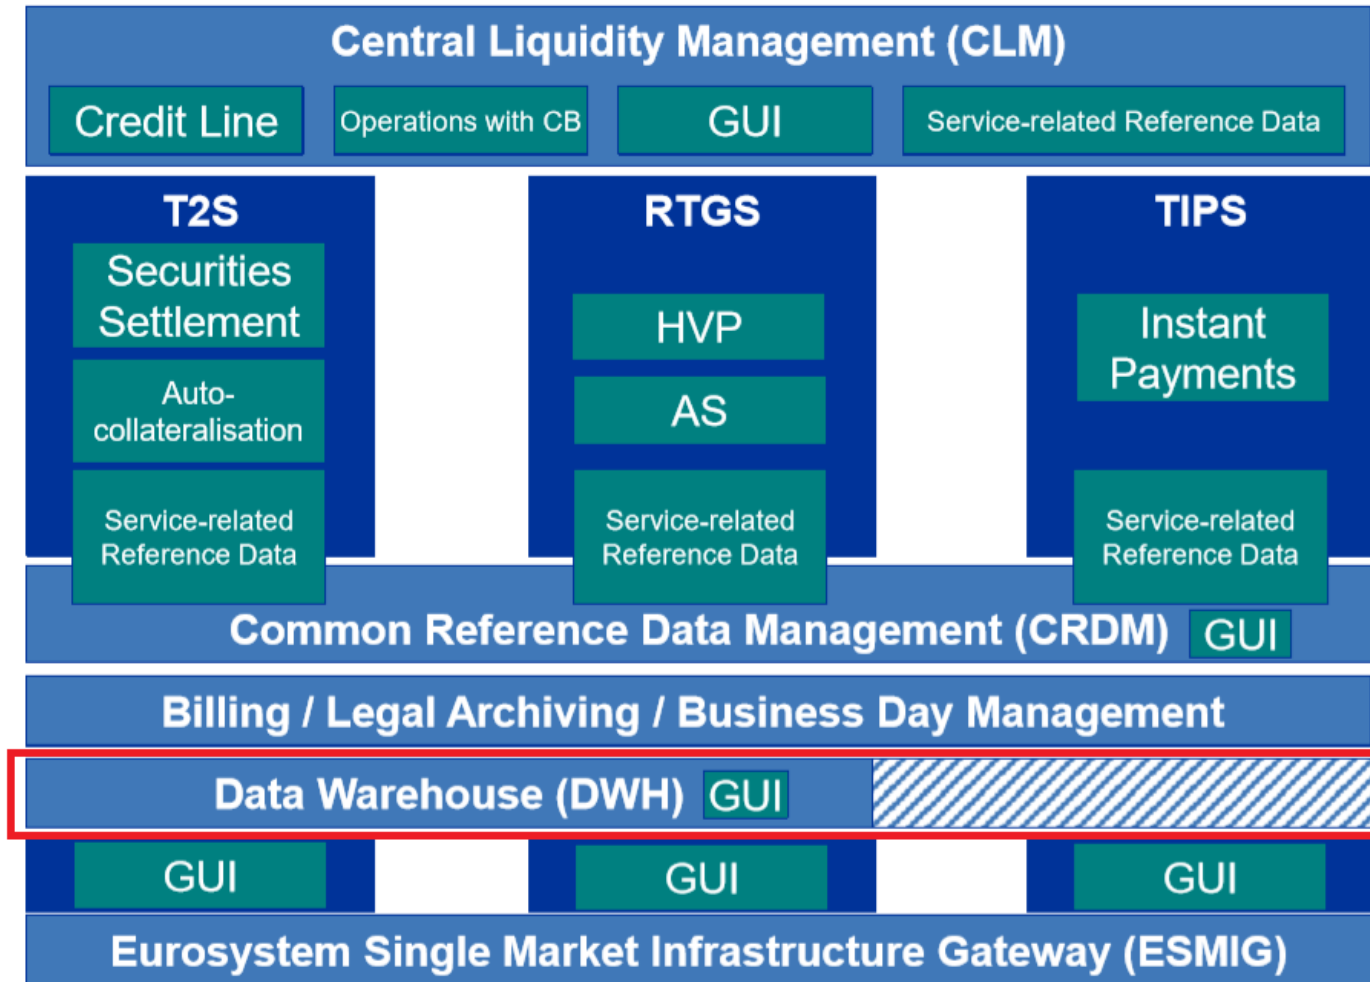 Central Liquidity Management (CLM)
Credit Line
Operations with CB
GUI
Service-related Reference Data
T2S
Securities
Settlement
Auto-
collateralisation
Service-related
Reference Data
RTGS
HVP
AS
Service-related
Reference Data
TIPS
Instant
Payments
Service-related
Reference Data
Common Reference Data Management (CRDM)
GUI
Billing / Legal Archiving / Business Day Management
Data Warehouse (DWH)
GUI
GUI
GUI
GUI
Eurosystem Single Market Infrastructure Gateway (ESMIG)